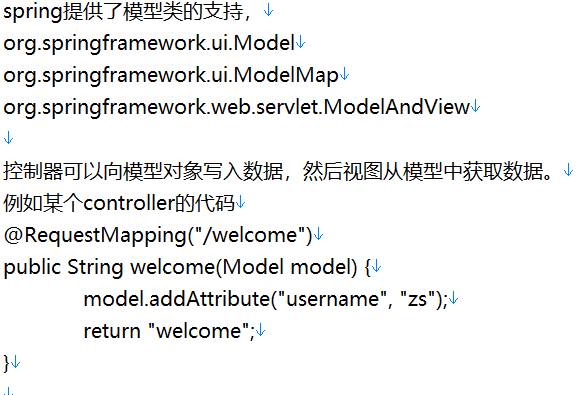 spring提供了模型类的支持，↓
org.springframework.ui.Model↓
org.springframework.ui.ModelMap↓
org.springframework.web.servlet.ModelAndView↓
↓
控制器可以向模型对象写入数据，然后视图从模型中获取数据。↓
例如某个controller的代码↓
@RequestMapping("/welcome")↓
public String welcome(Model model) {↓
model.addAttribute("username", "zs");↓
return "welcome";↓
}↓
↓